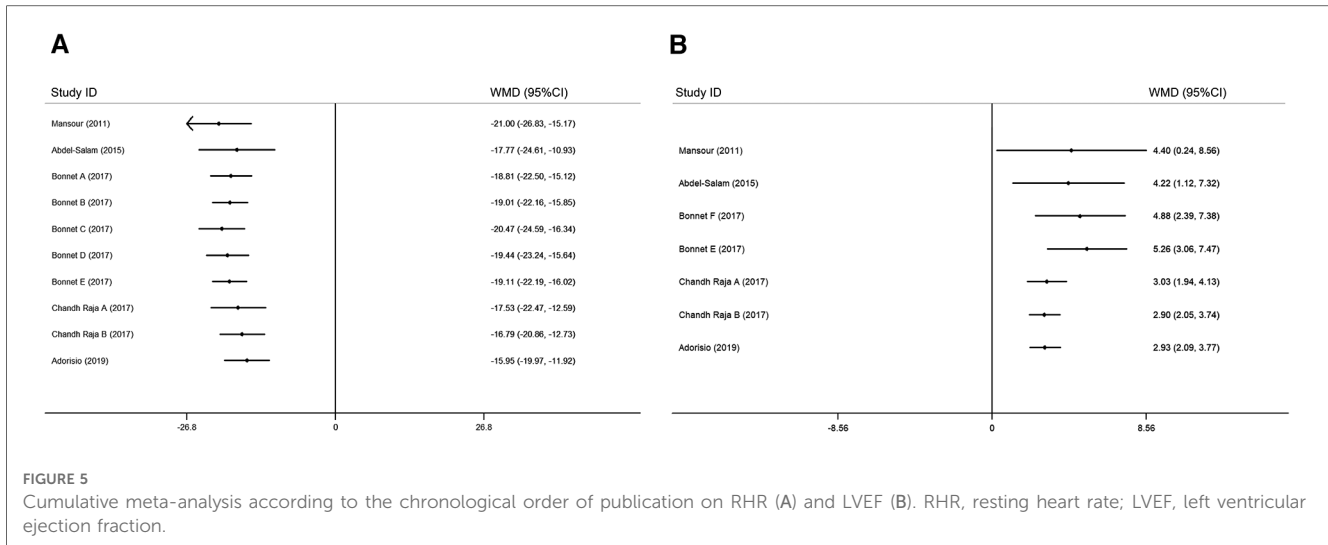 A
Study ID WMD (95%CI)
Mansour (2011) -21.00 (-26.83, -15.17)
Abdel-Salam (2015) -17.77 (-24.61, -10.93)
Bonnet A (2017) -18.81 (-22.50, -15.12)
Bonnet B (2017) -19.01 (-22.16, -15.85)
Bonnet C (2017) -20.47 (-24.59, -16.34)
Bonnet D (2017) -19.44 (-23.24, -15.64)
Bonnet E (2017) -19.11 (-22.19, -16.02)
Chandh Raja A (2017) -17.53 (-22.47, -12.59)
Chandh Raja B (2017) -16.79 (-20.86, -12.73)
Adorisio (2019) -15.95 (-19.97, -11.92)
-26.8 0 26.8
B
Study ID WMD (95%CI)
Mansour (2011) 4.40 (0.24, 8.56)
Abdel-Salam (2015) 4.22 (1.12, 7.32)
Bonnet F (2017) 4.88 (2.39, 7.38)
Bonnet E (2017) 5.26 (3.06, 7.47)
Chandh Raja A (2017) 3.03 (1.94, 4.13)
Chandh Raja B (2017) 2.90 (2.05, 3.74)
Adorisio (2019) 2.93 (2.09, 3.77)
-8.56 0 8.56
FIGURE 5
Cumulative meta-analysis according to the chronological order of publication on RHR (A) and LVEF (B). RHR, resting heart rate; LVEF, left ventricular
ejection fraction.